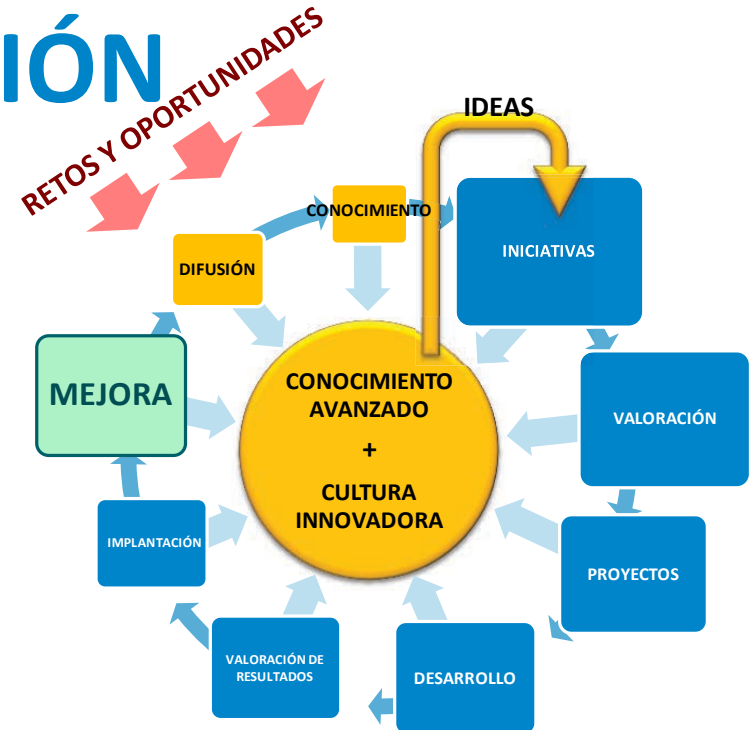 IÓN
RETOS Y OPORTUNIDADES
IDEAS
CONOCIMIENTO
INICIATIVAS
DIFUSIÓN
MEJORA
CONOCIMIENTO
AVANZADO
+
CULTURA
INNOVADORA
VALORACIÓN
IMPLANTACIÓN
PROYECTOS
VALORACIÓN DE
RESULTADOS
DESARROLLO